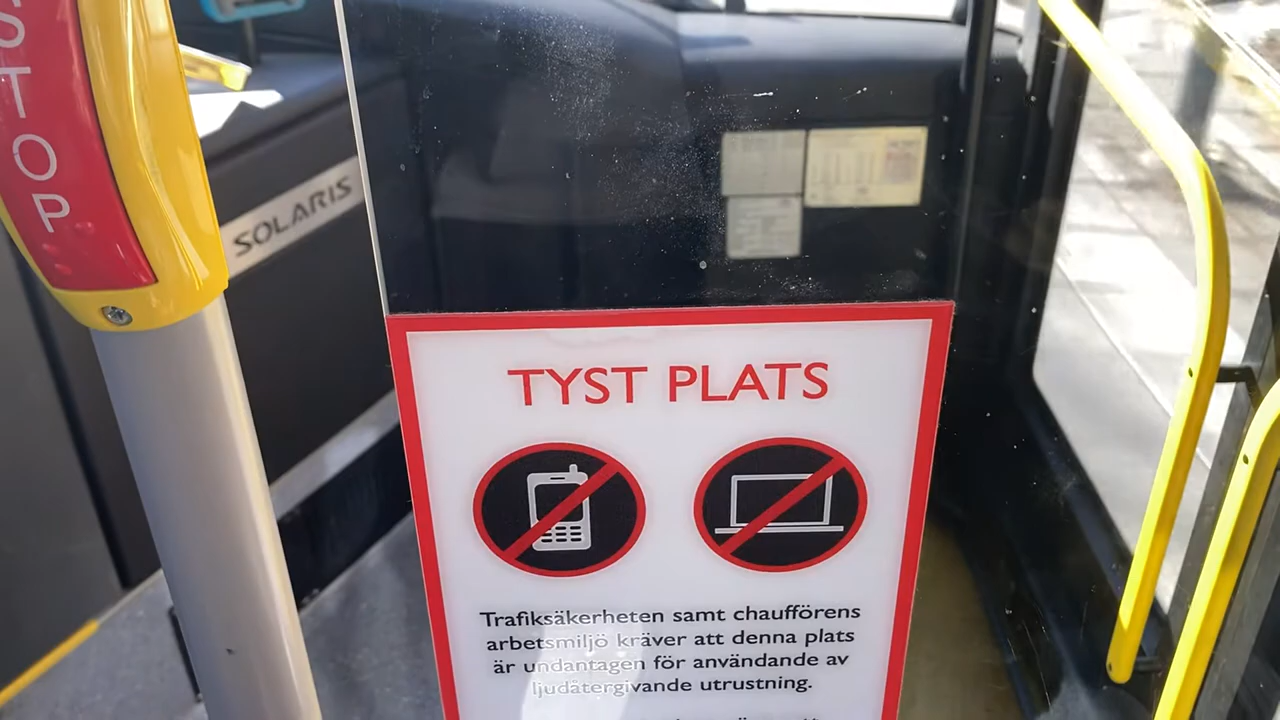 STOP
SOLARIS
TYST PLATS
Trafiksäkerheten samt chaufförens
arbetsmiljö kräver att denna plats
är undantagen för användande av
ljudåtergivande utrustning.